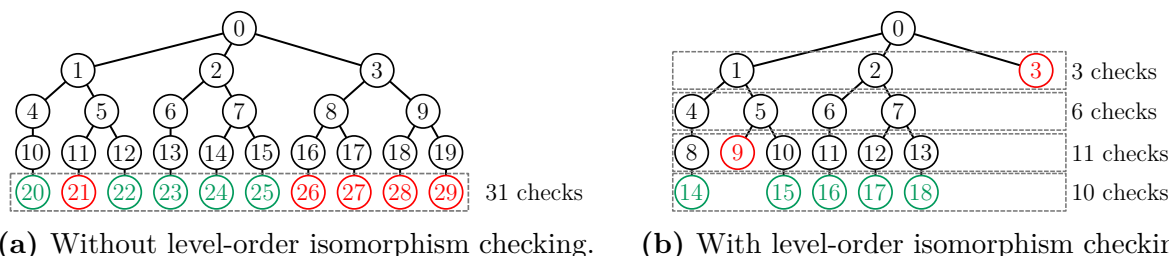 0 0
1 2 3 1 2 3 3 checks
4 5 6 7 8 9 4 5 6 7 6 checks
10 11 12 13 14 15 16 17 18 19 8 9 10 11 12 13 11 checks
20 21 22 23 24 25 26 27 28 29 31 checks 14 15 16 17 18 10 checks
(a) Without level-order isomorphism checking. (b) With level-order isomorphism checkin